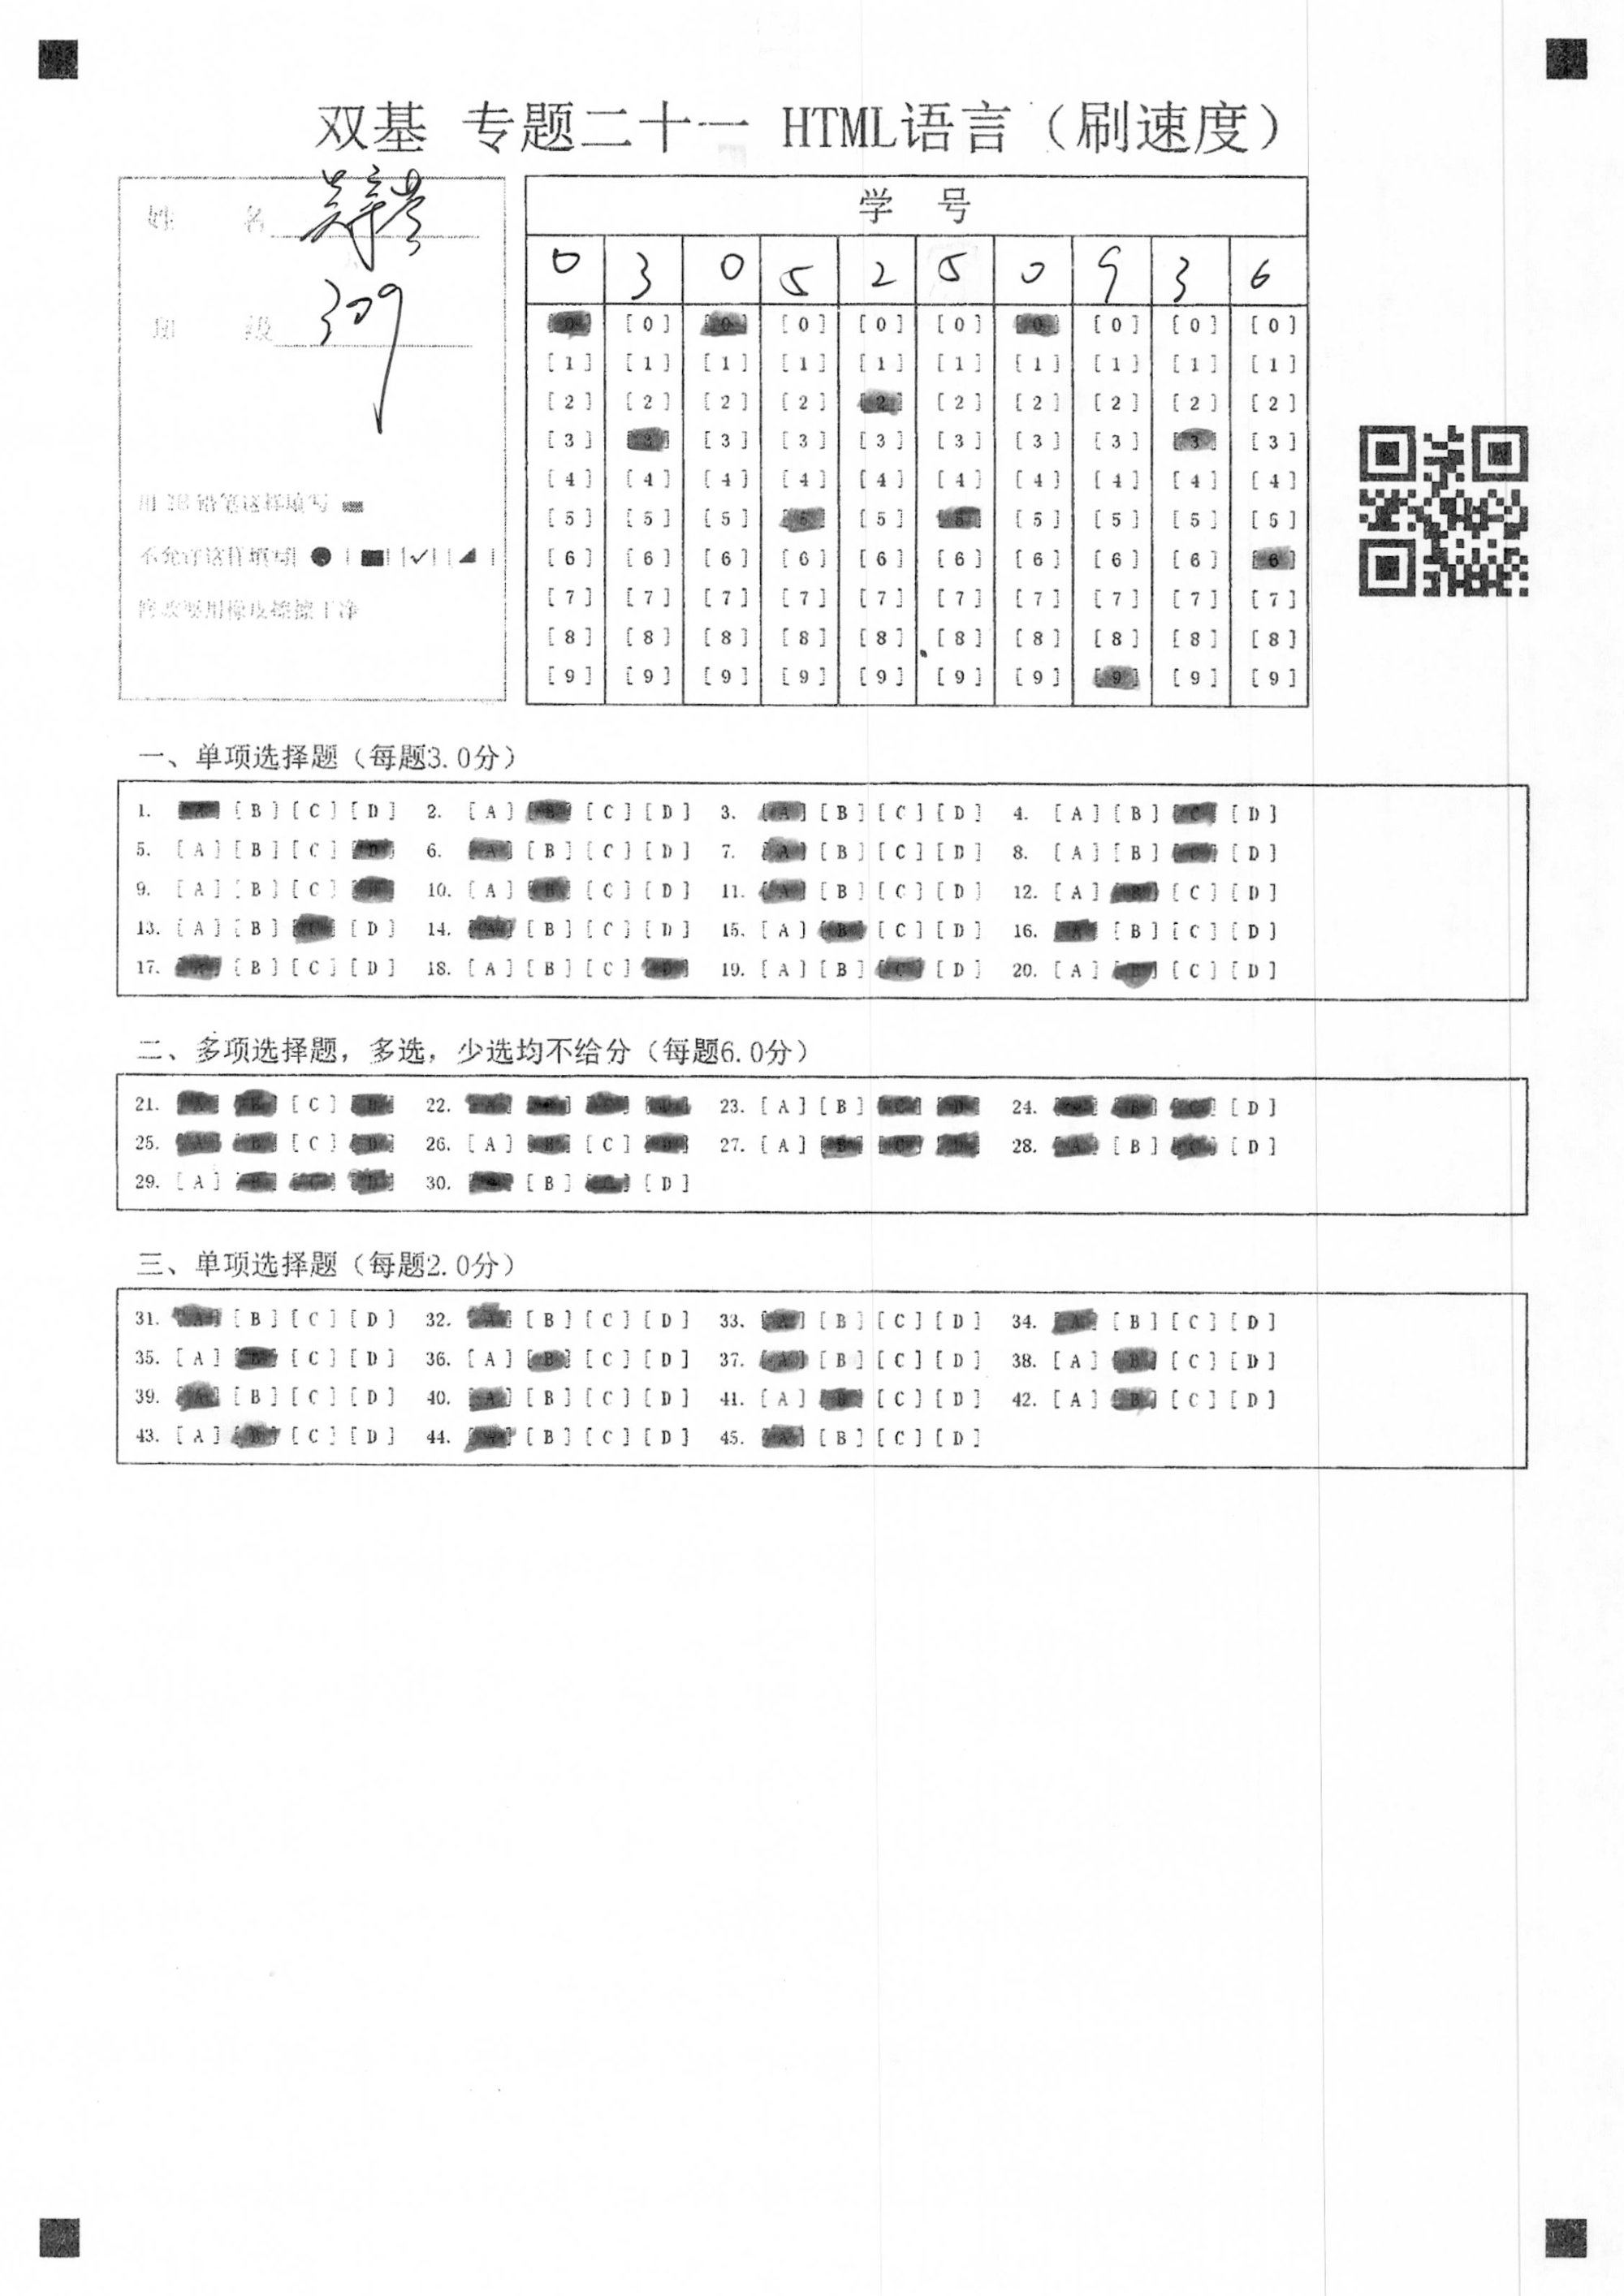 双基 专题二十一 HTML语言（刷速度）
姓 名
班 级 309
用 2B 铅笔这样填写
不允许这样填写
修改要用橡皮擦擦干净
学 号
0 3 0 5 2 5 0 9 3 6
[0] [0] [0] [0] [0] [0] [0] [0] [0] [0]
[1] [1] [1] [1] [1] [1] [1] [1] [1] [1]
[2] [2] [2] [2] [2] [2] [2] [2] [2] [2]
[3] [3] [3] [3] [3] [3] [3] [3] [3] [3]
[4] [4] [4] [4] [4] [4] [4] [4] [4] [4]
[5] [5] [5] [5] [5] [5] [5] [5] [5] [5]
[6] [6] [6] [6] [6] [6] [6] [6] [6] [6]
[7] [7] [7] [7] [7] [7] [7] [7] [7] [7]
[8] [8] [8] [8] [8] [8] [8] [8] [8] [8]
[9] [9] [9] [9] [9] [9] [9] [9] [9] [9]
一、单项选择题（每题3.0分）
1. [A] [B] [C] [D] 2. [A] [B] [C] [D] 3. [A] [B] [C] [D] 4. [A] [B] [C] [D]
5. [A] [B] [C] [D] 6. [A] [B] [C] [D] 7. [A] [B] [C] [D] 8. [A] [B] [C] [D]
9. [A] [B] [C] [D] 10. [A] [B] [C] [D] 11. [A] [B] [C] [D] 12. [A] [B] [C] [D]
13. [A] [B] [C] [D] 14. [A] [B] [C] [D] 15. [A] [B] [C] [D] 16. [A] [B] [C] [D]
17. [A] [B] [C] [D] 18. [A] [B] [C] [D] 19. [A] [B] [C] [D] 20. [A] [B] [C] [D]
二、多项选择题，多选，少选均不给分（每题6.0分）
21. [A] [B] [C] [D] 22. [A] [B] [C] [D] 23. [A] [B] [C] [D] 24. [A] [B] [C] [D]
25. [A] [B] [C] [D] 26. [A] [B] [C] [D] 27. [A] [B] [C] [D] 28. [A] [B] [C] [D]
29. [A] [B] [C] [D] 30. [A] [B] [C] [D]
三、单项选择题（每题2.0分）
31. [A] [B] [C] [D] 32. [A] [B] [C] [D] 33. [A] [B] [C] [D] 34. [A] [B] [C] [D]
35. [A] [B] [C] [D] 36. [A] [B] [C] [D] 37. [A] [B] [C] [D] 38. [A] [B] [C] [D]
39. [A] [B] [C] [D] 40. [A] [B] [C] [D] 41. [A] [B] [C] [D] 42. [A] [B] [C] [D]
43. [A] [B] [C] [D] 44. [A] [B] [C] [D] 45. [A] [B] [C] [D]